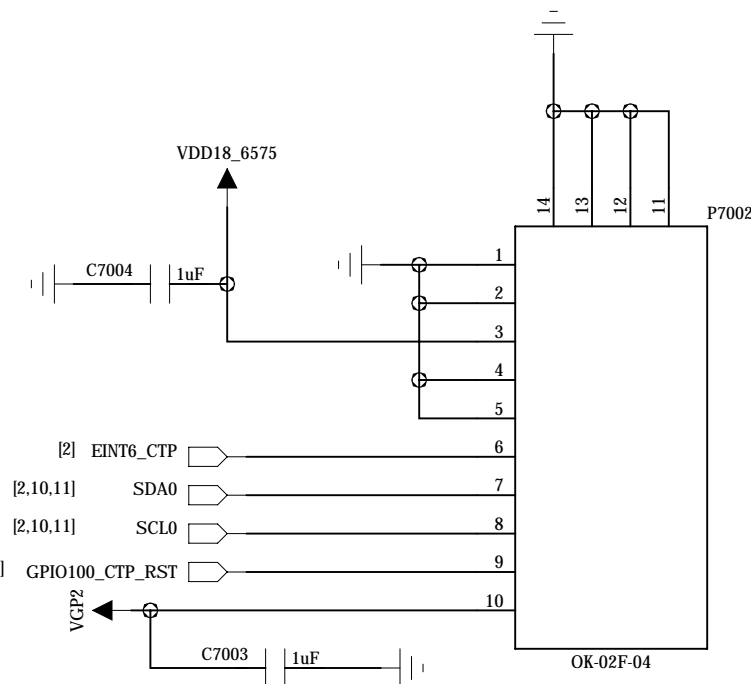 VDD18_6575
C7004 1uF
14 13 12 11
P7002
1
2
3
4
5
[2] EINT6_CTP 6
[2,10,11] SDA0 7
[2,10,11] SCL0 8
] GPIO100_CTP_RST 9
VGP2 10
C7003 1uF
OK-02F-04